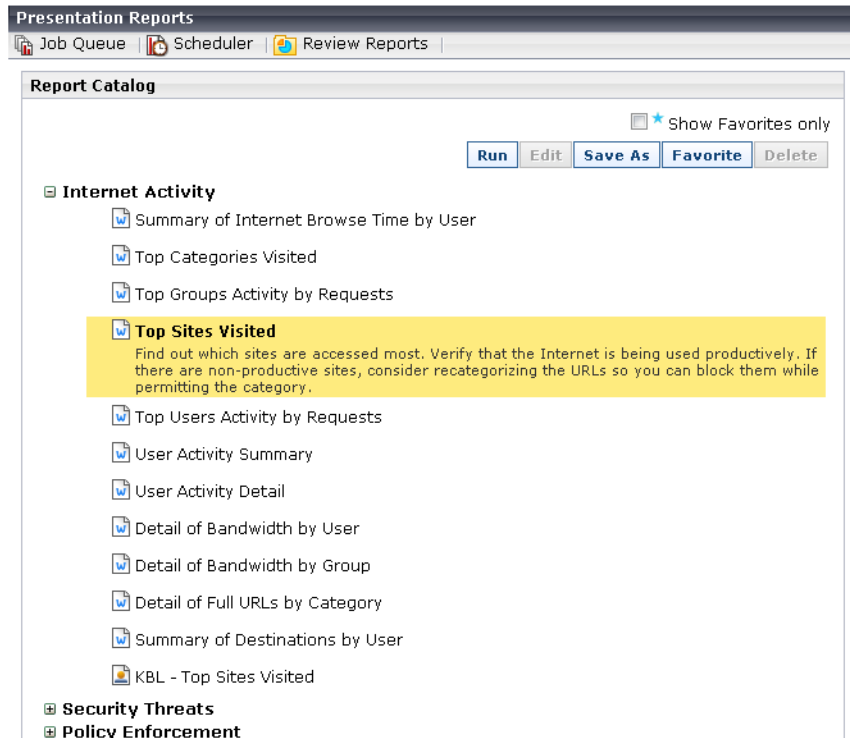 Presentation Reports
Job Queue | Scheduler | Review Reports |
Report Catalog
Show Favorites only
Run Edit Save As Favorite Delete
Internet Activity
Summary of Internet Browse Time by User
Top Categories Visited
Top Groups Activity by Requests
Top Sites Visited
Find out which sites are accessed most. Verify that the Internet is being used productively. If
there are non-productive sites, consider recategorizing the URLs so you can block them while
permitting the category.
Top Users Activity by Requests
User Activity Summary
User Activity Detail
Detail of Bandwidth by User
Detail of Bandwidth by Group
Detail of Full URLs by Category
Summary of Destinations by User
KBL - Top Sites Visited
Security Threats
Policy Enforcement